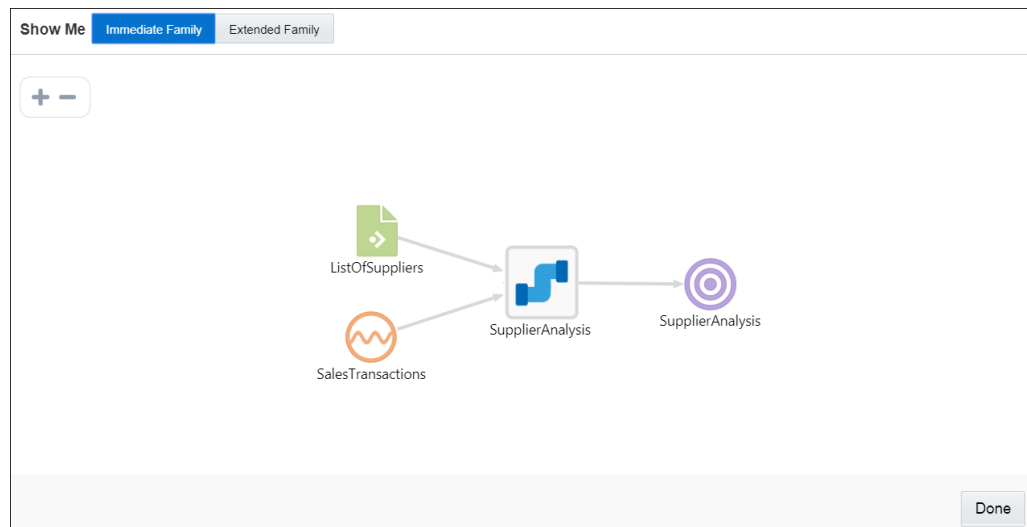 Show Me Immediate Family Extended Family
ListOfSuppliers
SupplierAnalysis
SupplierAnalysis
SalesTransactions
Done